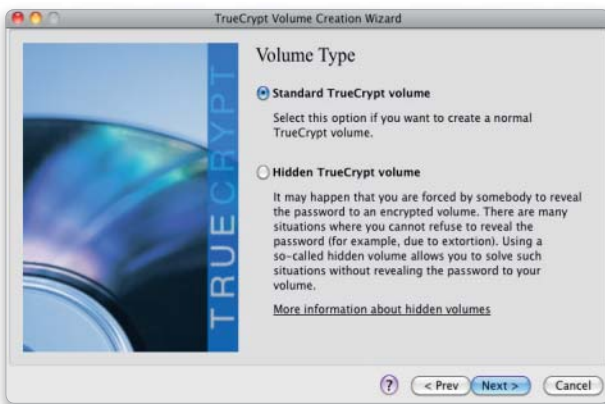 TrueCrypt Volume Creation Wizard
TRUECRYPT
Volume Type
Standard TrueCrypt volume
Select this option if you want to create a normal
TrueCrypt volume.
Hidden TrueCrypt volume
It may happen that you are forced by somebody to reveal
the password to an encrypted volume. There are many
situations where you cannot refuse to reveal the
password (for example, due to extortion). Using a
so-called hidden volume allows you to solve such
situations without revealing the password to your
volume.
More information about hidden volumes
?
< Prev
Next >
Cancel